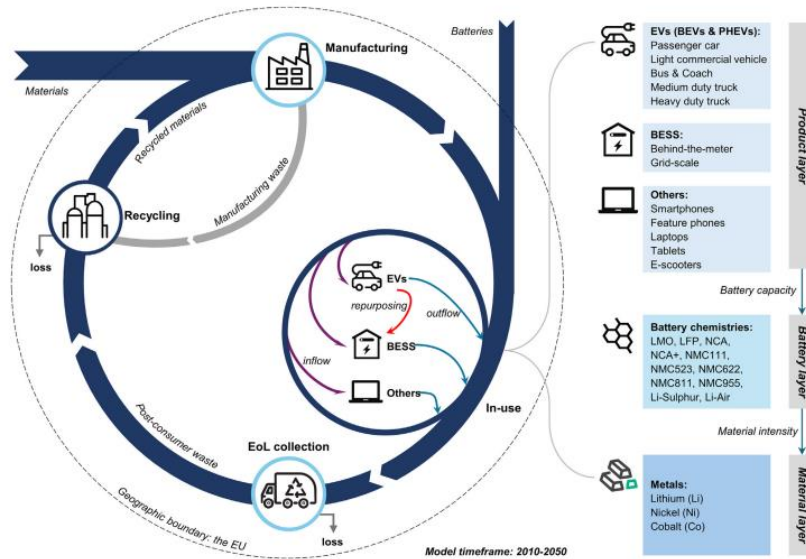 Manufacturing
Batteries
Materials
Recycled materials
Manufacturing waste
Recycling
loss
EVs
repurposing
outflow
BESS
inflow
Others
In-use
Post-consumer waste
EoL collection
loss
Geographic boundary: the EU
Model timeframe: 2010-2050
EVs (BEVs & PHEVs):
Passenger car
Light commercial vehicle
Bus & Coach
Medium duty truck
Heavy duty truck
BESS:
Behind-the-meter
Grid-scale
Others:
Smartphones
Feature phones
Laptops
Tablets
E-scooters
Product layer
Battery capacity
Battery chemistries:
LMO, LFP, NCA,
NCA+, NMC111,
NMC523, NMC622,
NMC811, NMC955,
Li-Sulphur, Li-Air
Battery layer
Material intensity
Metals:
Lithium (Li)
Nickel (Ni)
Cobalt (Co)
Material layer